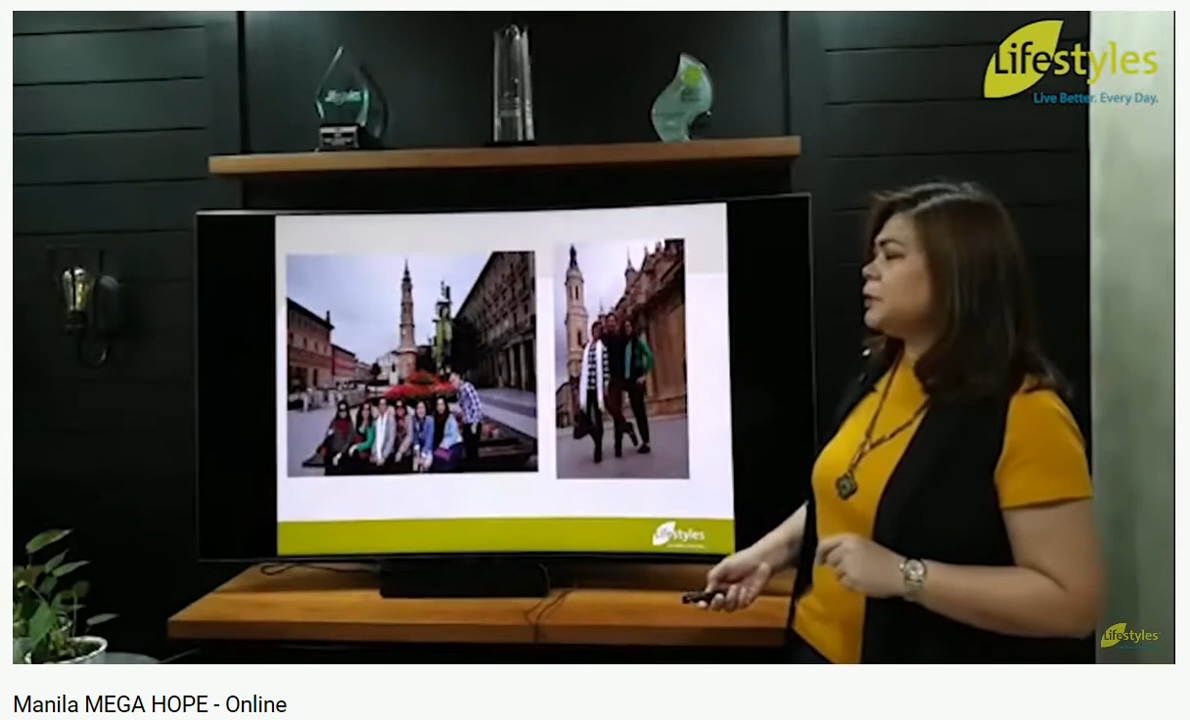 Lifestyles
Live Better. Every Day.
Lifestyles
Lifestyles
Manila MEGA HOPE - Online